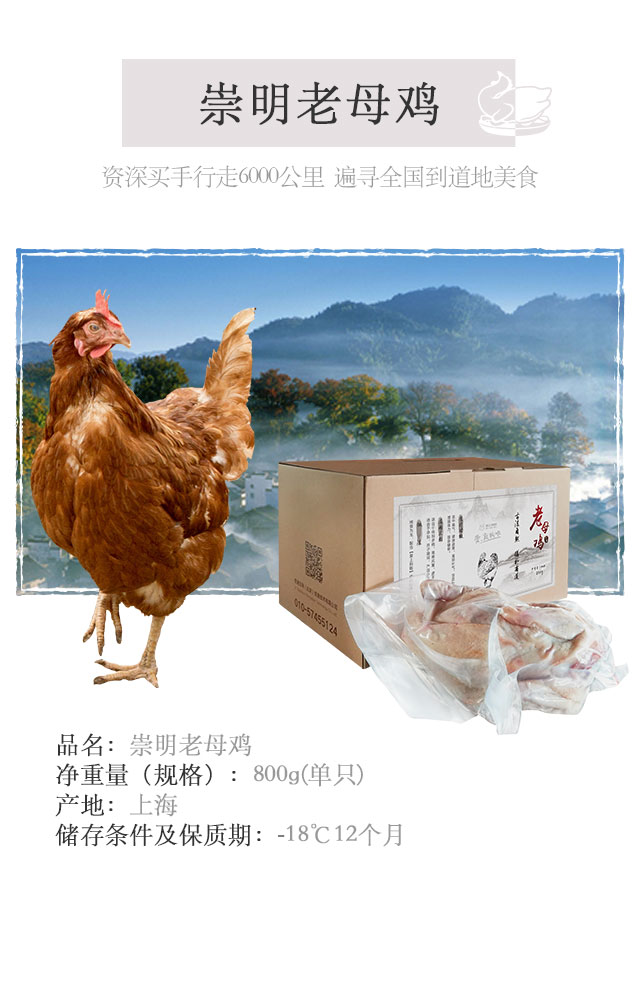 崇明老母鸡
资深买手行走6000公里 遍寻全国到道地美食
老母鸡
010-57455124
品名：崇明老母鸡
净重量（规格）：800g(单只)
产地：上海
储存条件及保质期：-18℃12个月